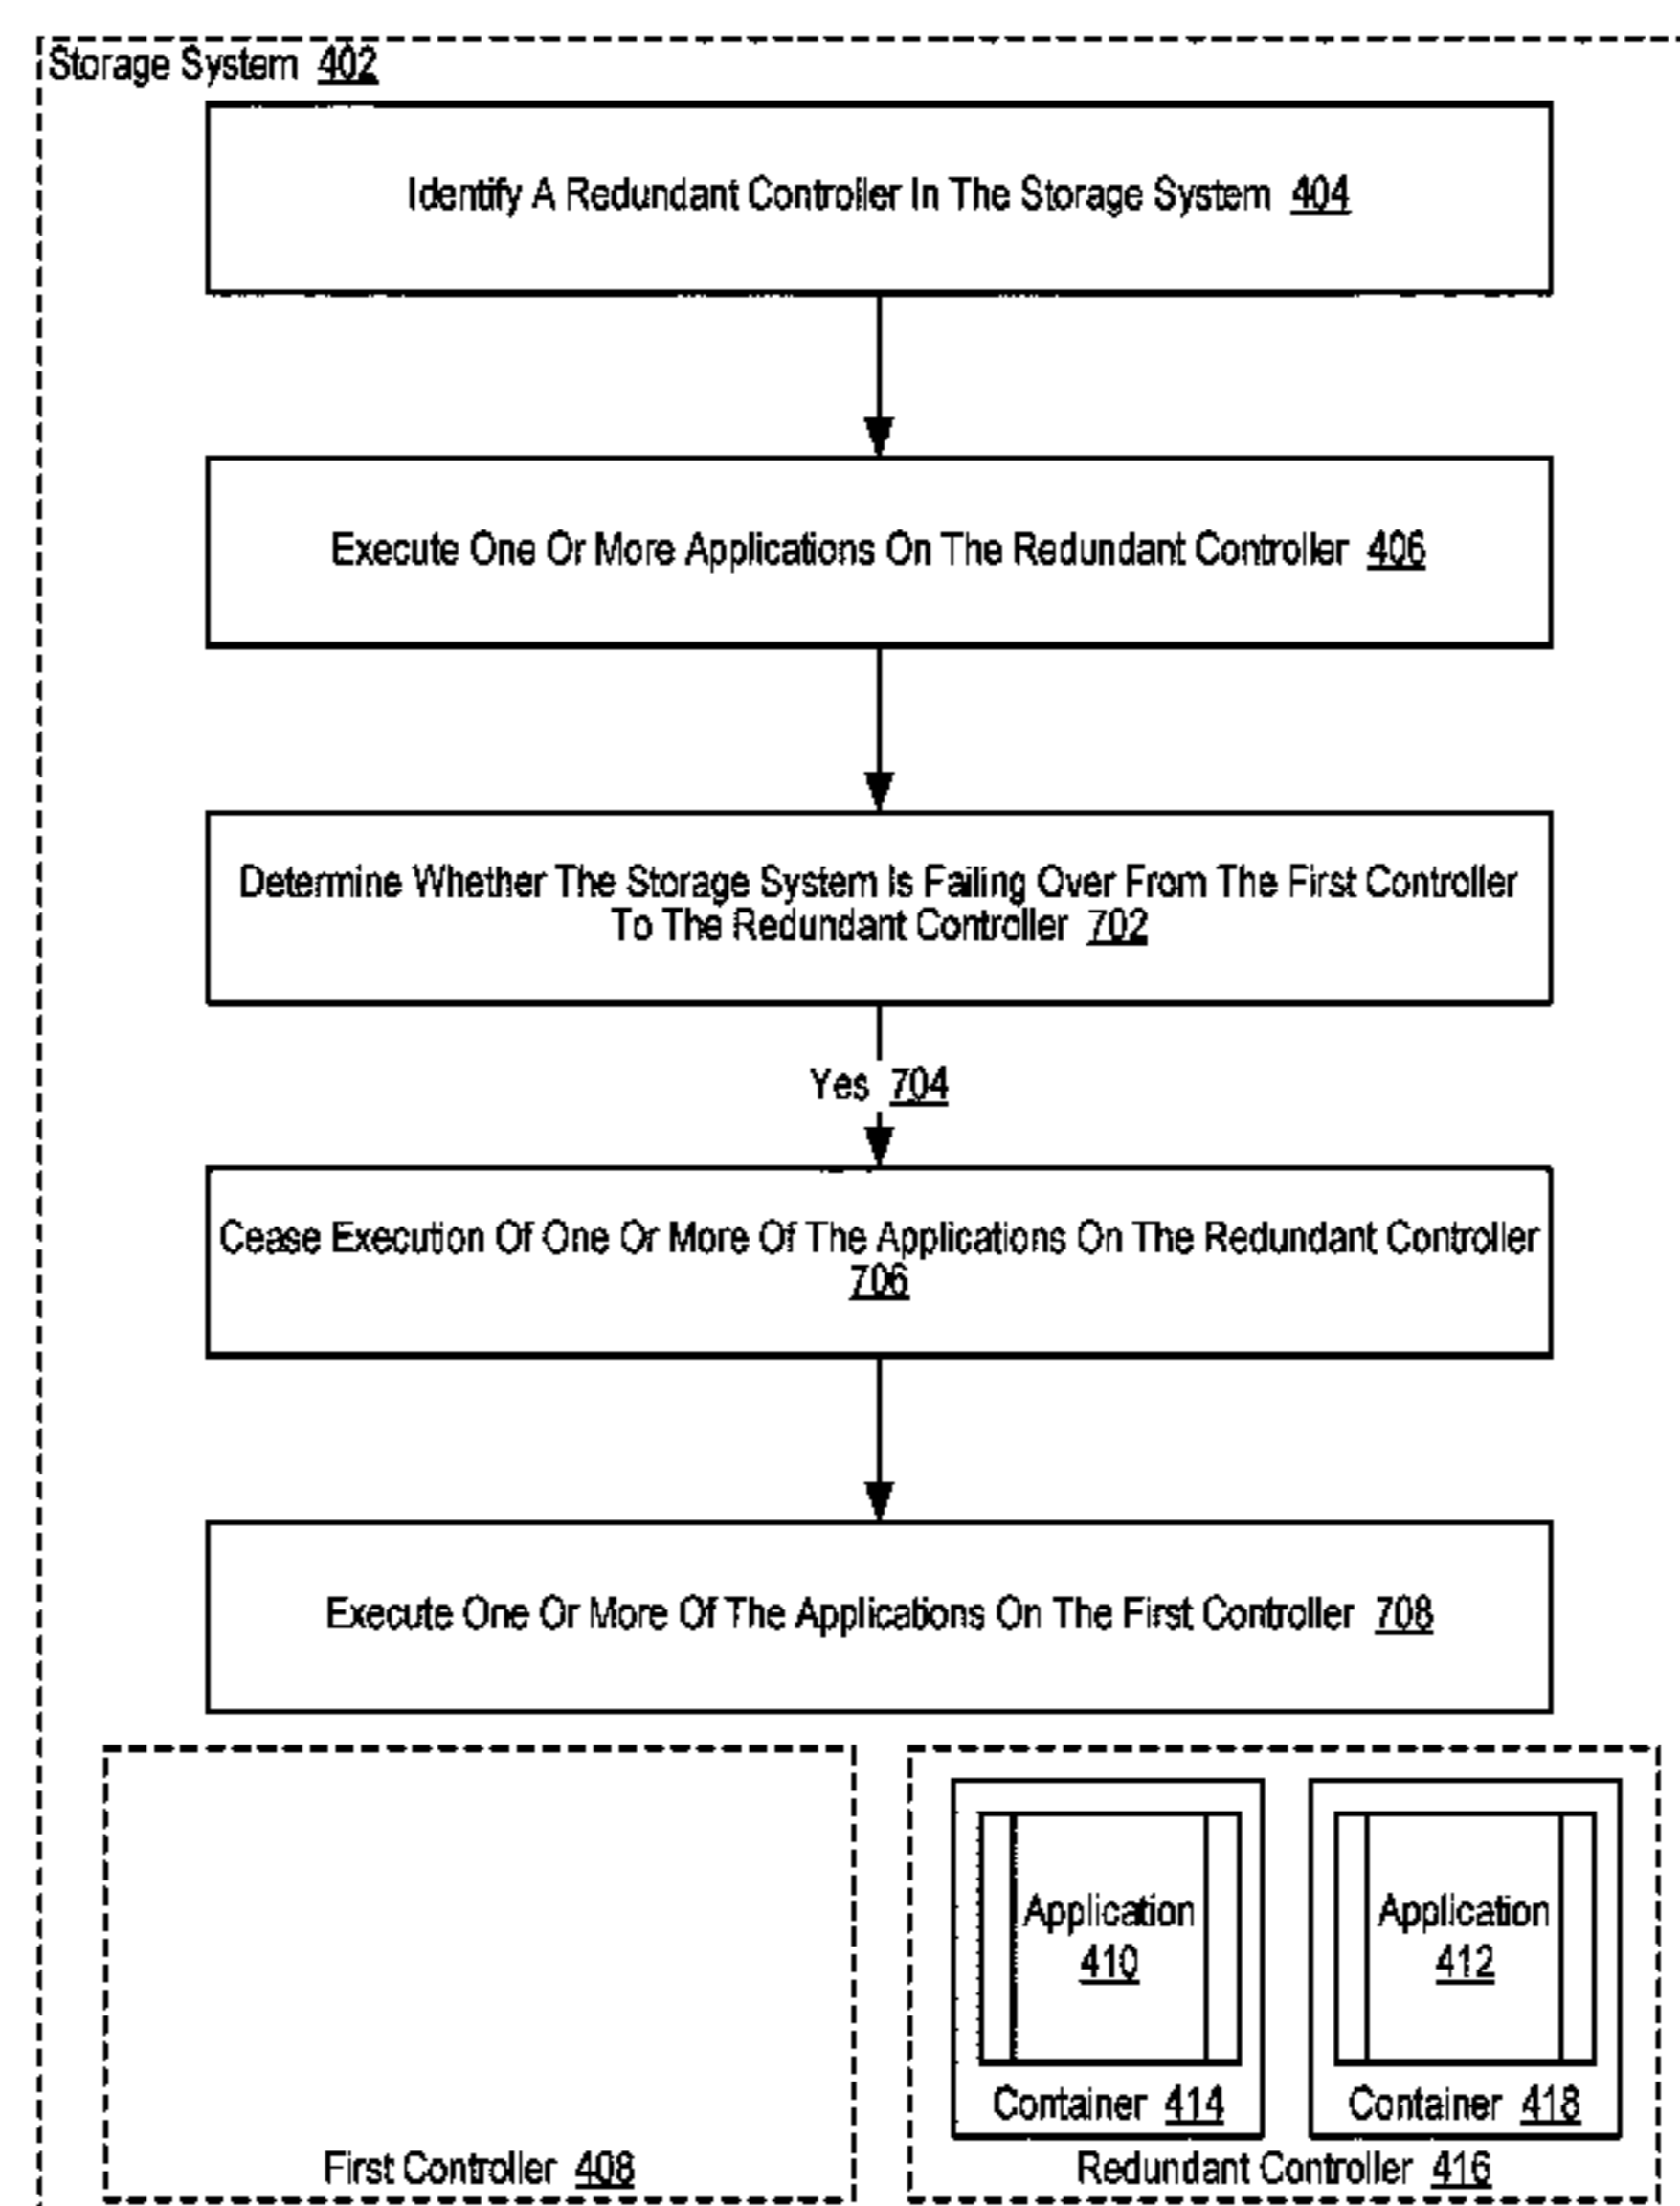 Storage System 402
Identify A Redundant Controller In The Storage System 404
Execute One Or More Applications On The Redundant Controller 406
Determine Whether The Storage System Is Failing Over From The First Controller
To The Redundant Controller 702
Yes 704
Cease Execution Of One Or More Of The Applications On The Redundant Controller
706
Execute One Or More Of The Applications On The First Controller 708
Application
410
Application
412
Container 414
Container 418
First Controller 408
Redundant Controller 416